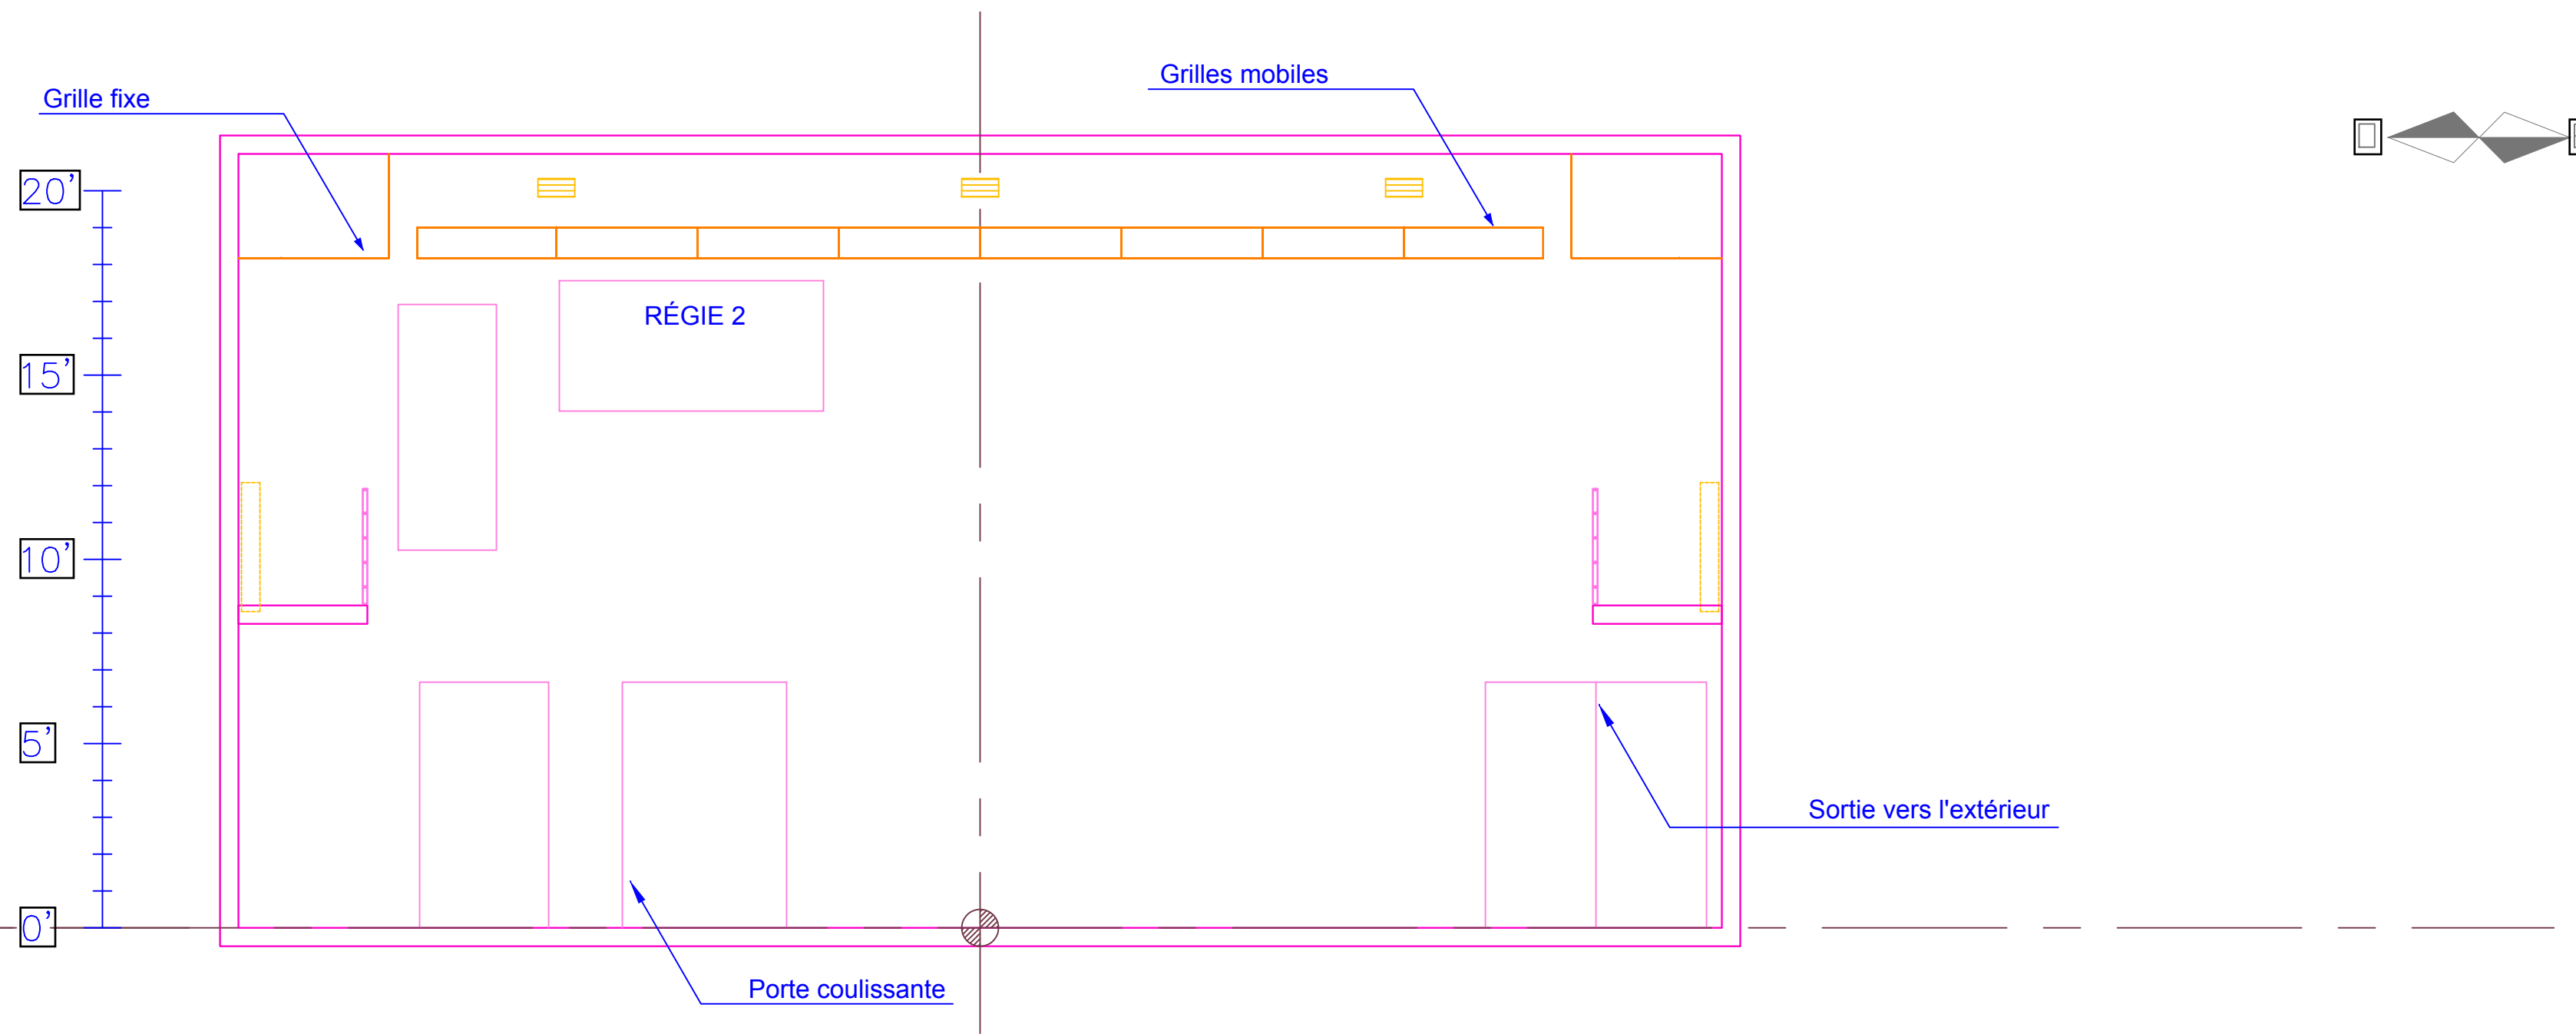 Grilles mobiles
Grille fixe
20'
RÉGIE 2
15'
10'
5'
Sortie vers l'extérieur
0'
Porte coulissante